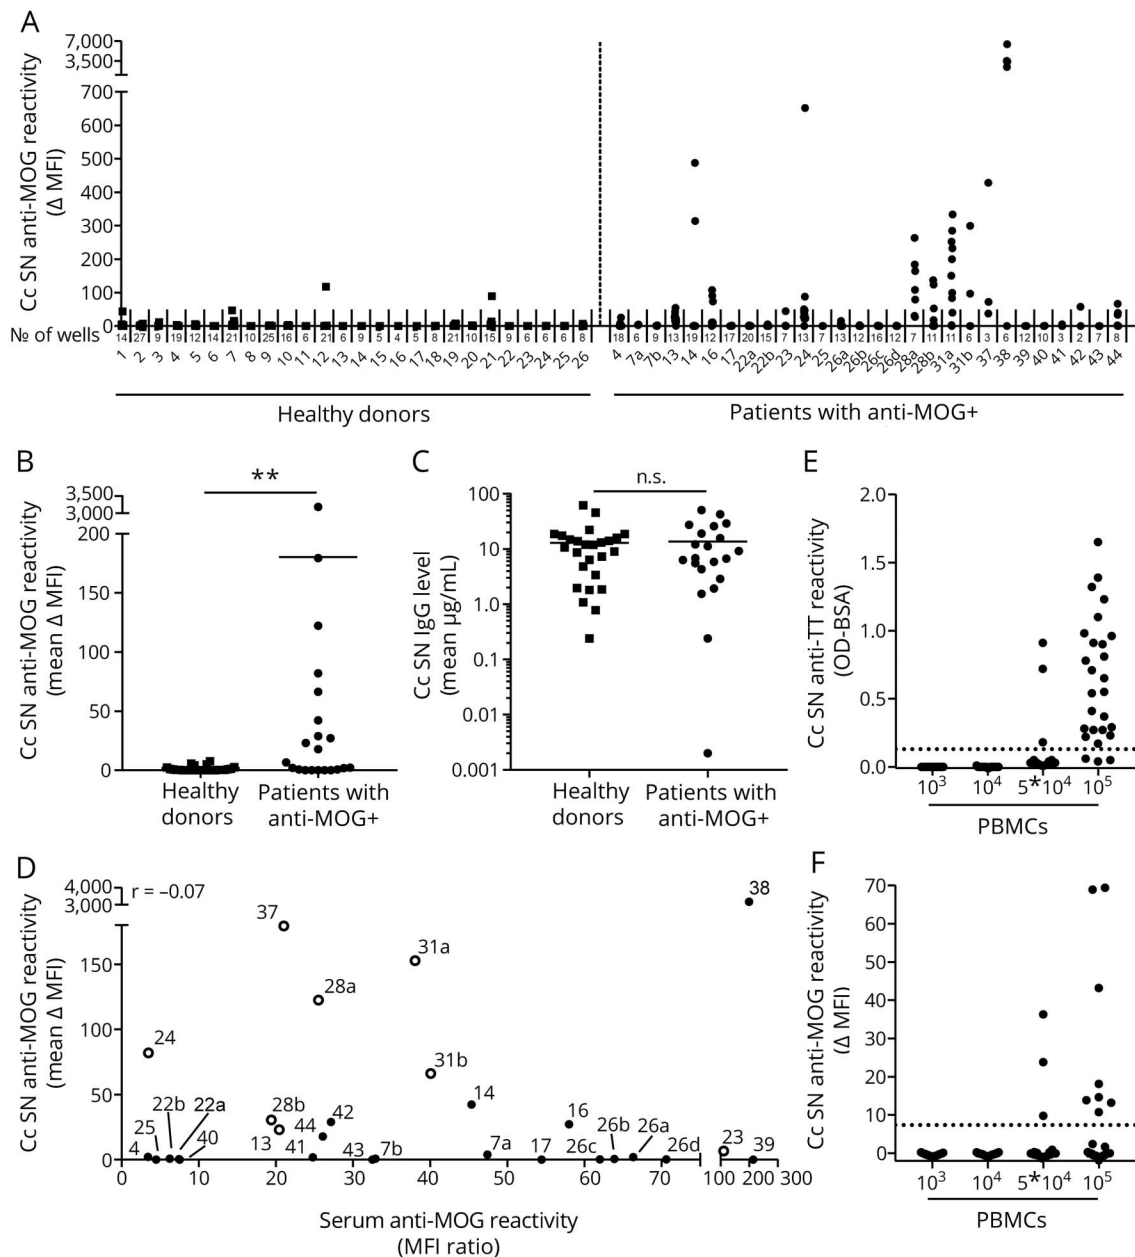 A
7,000
3,500
700
600
500
400
300
200
100
0
Cc SN anti-MOG reactivity
(Δ MFI)
№ of wells
14 27 9 19 12 14 21 10 25 16 6 21 6 9 5 4 5 8 21 10 15 9 6 6 6 8
1 2 3 4 5 6 7 8 9 10 11 12 13 14 15 16 17 18 19 20 21 22 23 24 25 26
Healthy donors
18 6 9 13 19 12 17 20 15 7 13 7 13 12 16 12 7 11 11 6 3 6 12 10 3 2 7 8
4 7a 7b 13 14 16 17 22a 22b 23 24 25 26a 26b 26c 26d 28a 28b 31a 31b 37 38 39 40 41 42 43 44
Patients with anti-MOG+
B
**
3,500
3,000
200
150
100
50
0
Cc SN anti-MOG reactivity
(mean Δ MFI)
Healthy
donors
Patients with
anti-MOG+
C
n.s.
100
10
1.0
0.1
0.01
0.001
Cc SN IgG level
(mean µg/mL)
Healthy
donors
Patients with
anti-MOG+
E
2.0
1.5
1.0
0.5
0.0
Cc SN anti-TT reactivity
(OD-BSA)
10³ 10⁴ 5*10⁴ 10⁵
PBMCs
D
4,000
3,000
150
100
50
0
r = –0.07
Cc SN anti-MOG reactivity
(mean Δ MFI)
38
37
31a
28a
24
31b
22b 22a 28b 42 14 16 26b 26a
25 40 13 44 23
4 41 43 7b 7a 17 26c 26d 39
0 10 20 30 40 50 60 70 100 200 300
Serum anti-MOG reactivity
(MFI ratio)
F
70
60
50
40
30
20
10
0
Cc SN anti-MOG reactivity
(Δ MFI)
10³ 10⁴ 5*10⁴ 10⁵
PBMCs